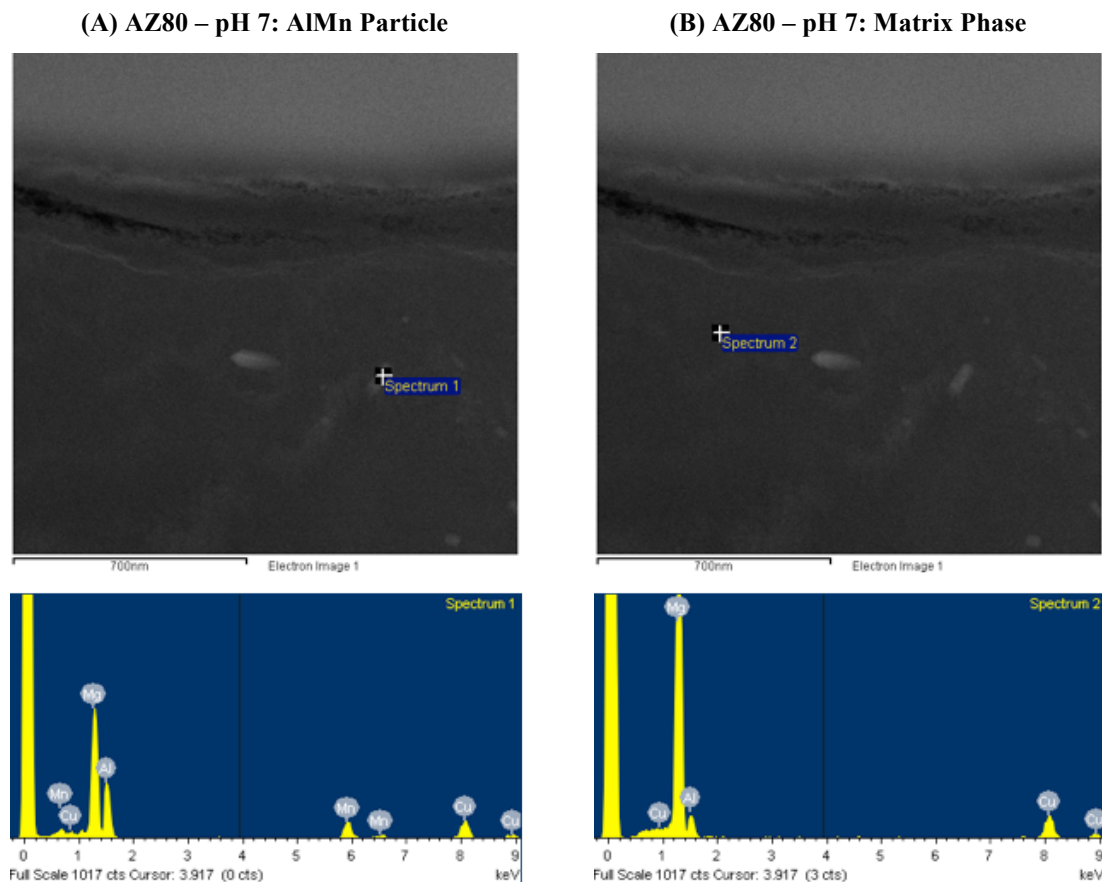 (A) AZ80 – pH 7: AlMn Particle
(B) AZ80 – pH 7: Matrix Phase
Spectrum 1
Spectrum 2
700nm
Electron Image 1
700nm
Electron Image 1
Spectrum 1
Mg
Al
Mn
Cu
Mn
Mn
Cu
Cu
0 1 2 3 4 5 6 7 8 9
Full Scale 1017 cts Cursor: 3.917 (0 cts) keV
Spectrum 2
Mg
Al
Cu
Cu
Cu
0 1 2 3 4 5 6 7 8 9
Full Scale 1017 cts Cursor: 3.917 (3 cts) keV